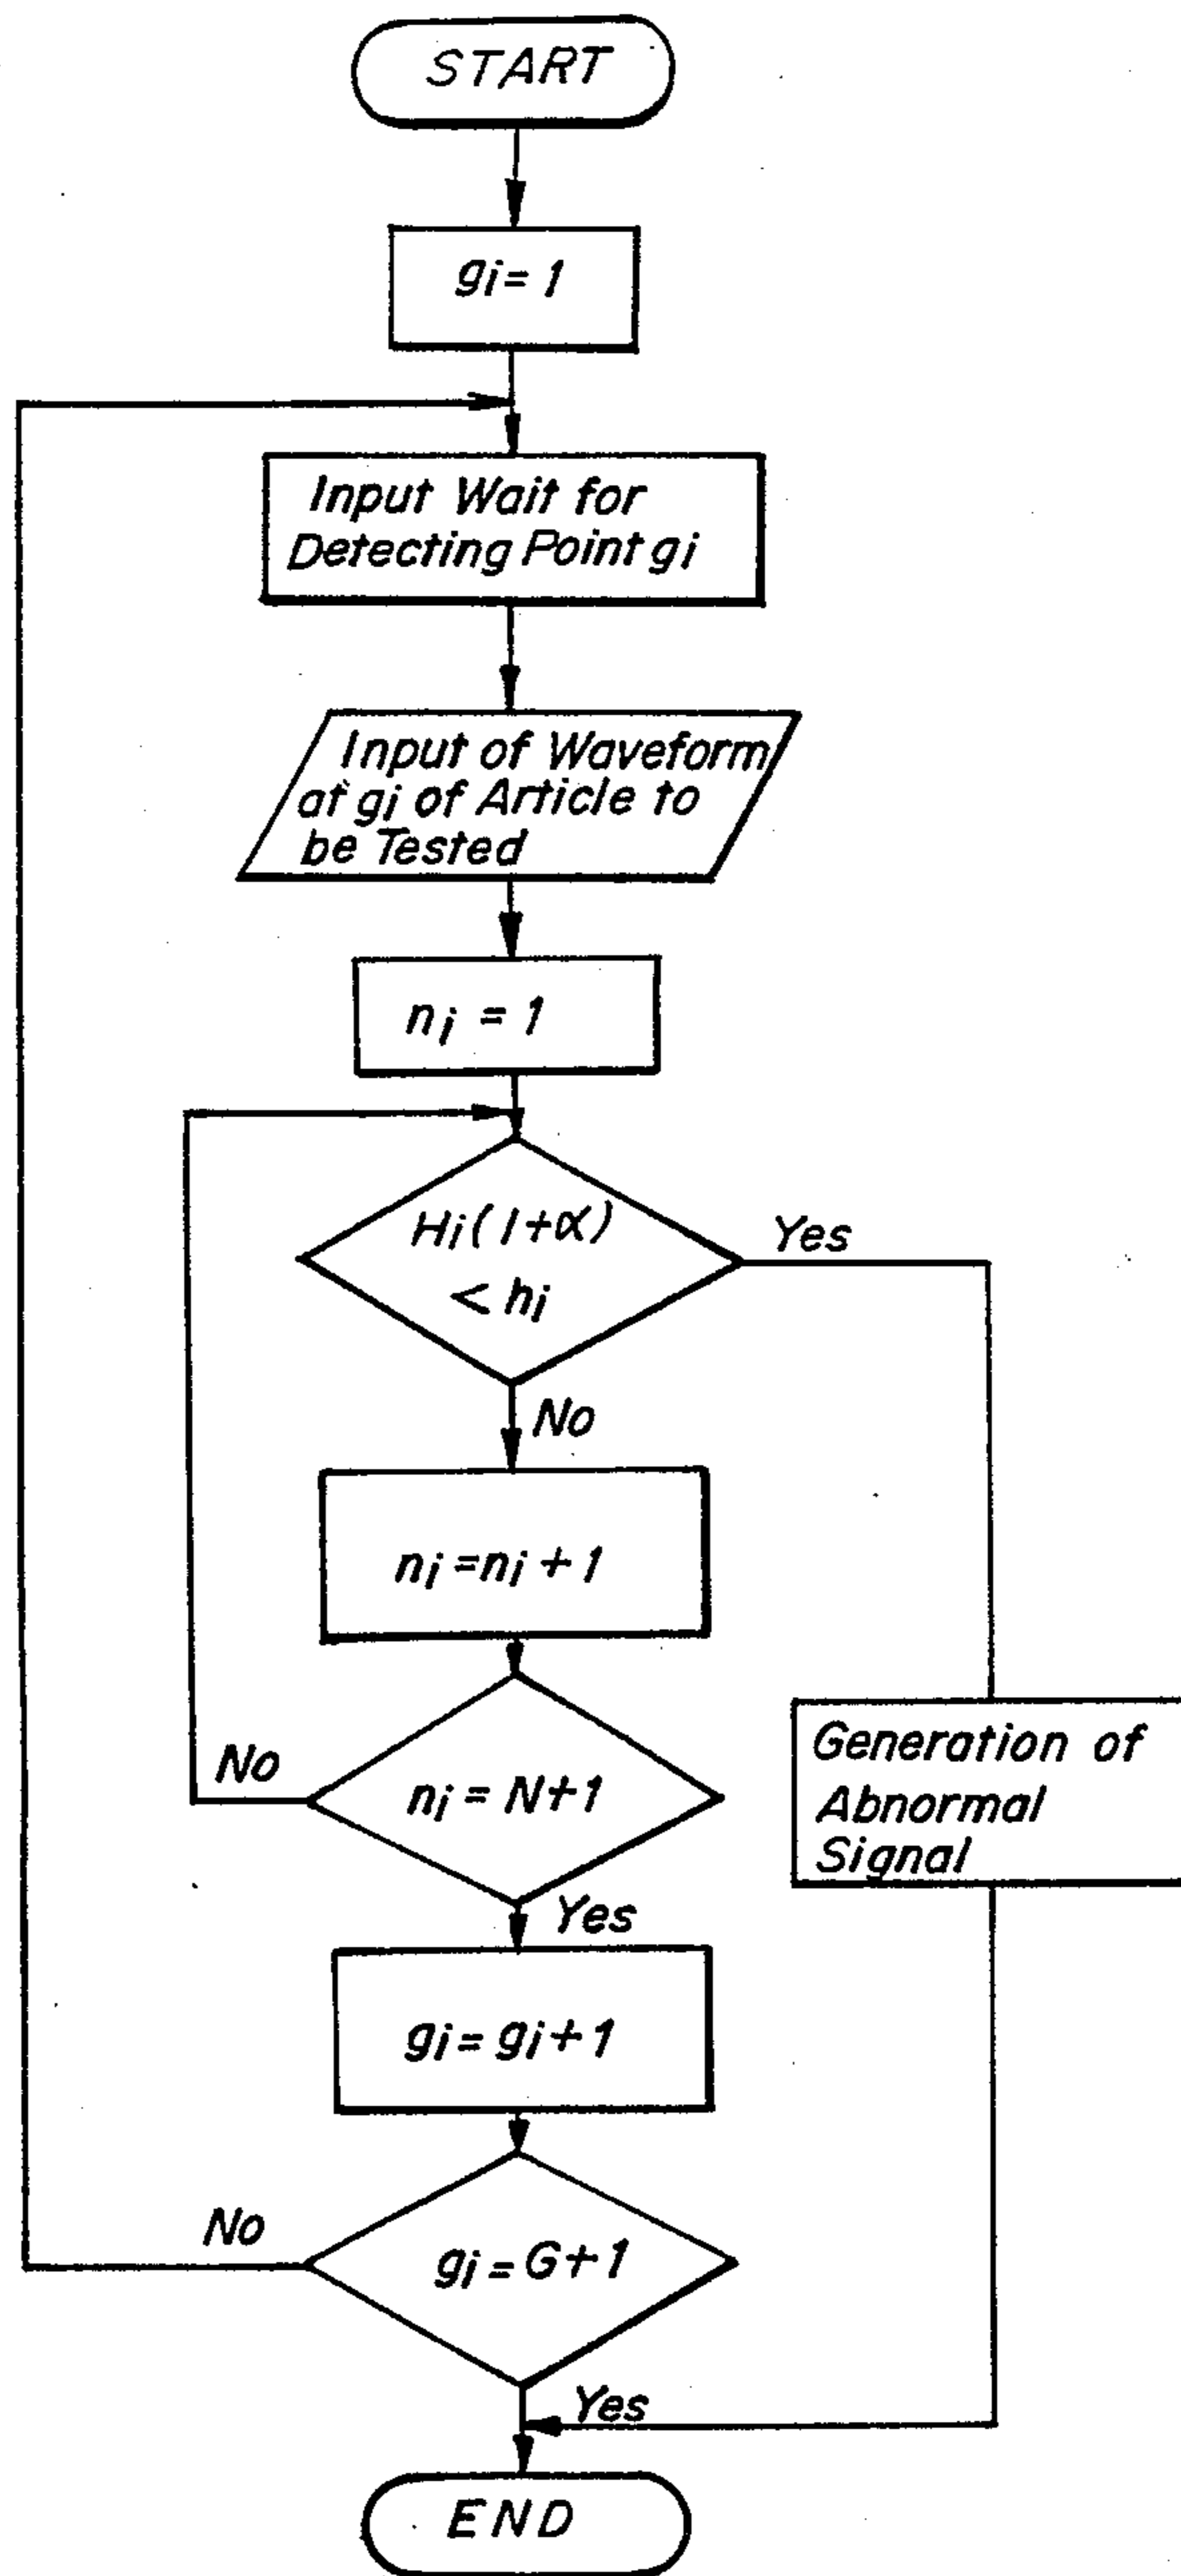 START
gi = 1
Input Wait for
Detecting Point gi
Input of Waveform
at gi of Article to
be Tested
ni = 1
Hi(1+α)
< hi
Yes
No
ni = ni + 1
ni = N+1
No
Generation of
Abnormal
Signal
Yes
gi = gi + 1
No
gi = G+1
Yes
END